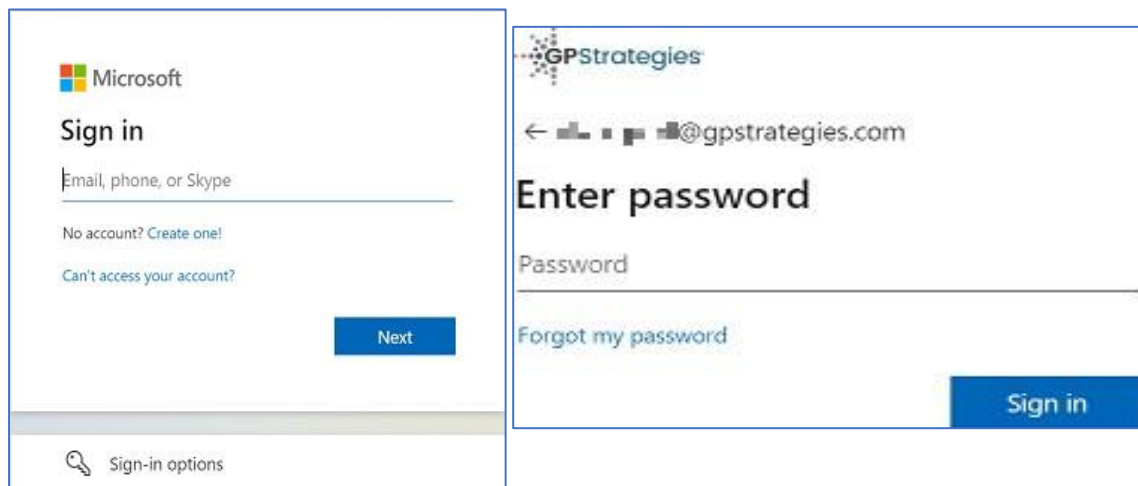 Microsoft
Sign in
Email, phone, or Skype
No account? Create one!
Can't access your account?
Next
Sign-in options
GPStrategies
← @gpstrategies.com
Enter password
Password
Forgot my password
Sign in